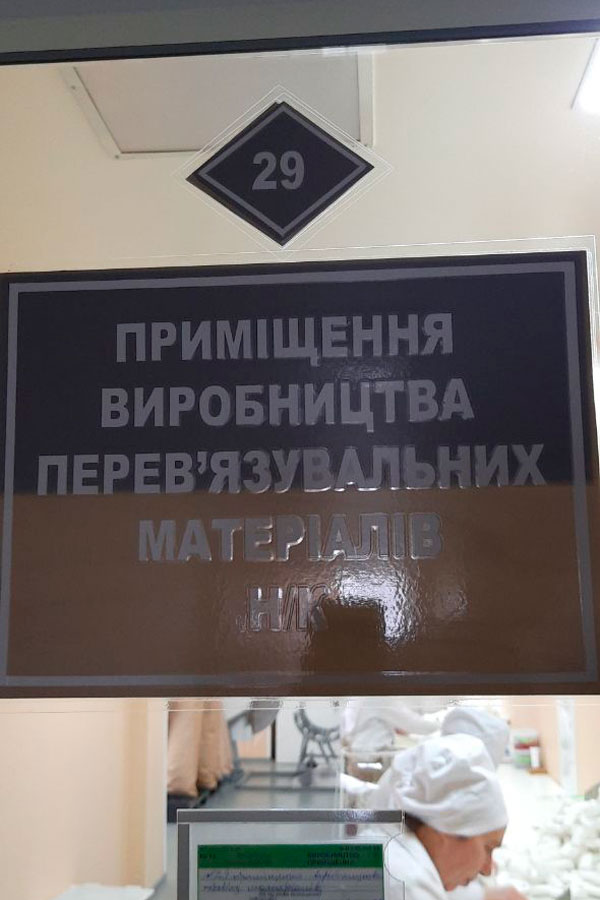 29
ПРИМІЩЕННЯ
ВИРОБНИЦТВА
ПЕРЕВ’ЯЗУВАЛЬНИХ
МАТЕРІАЛІВ
Н/К